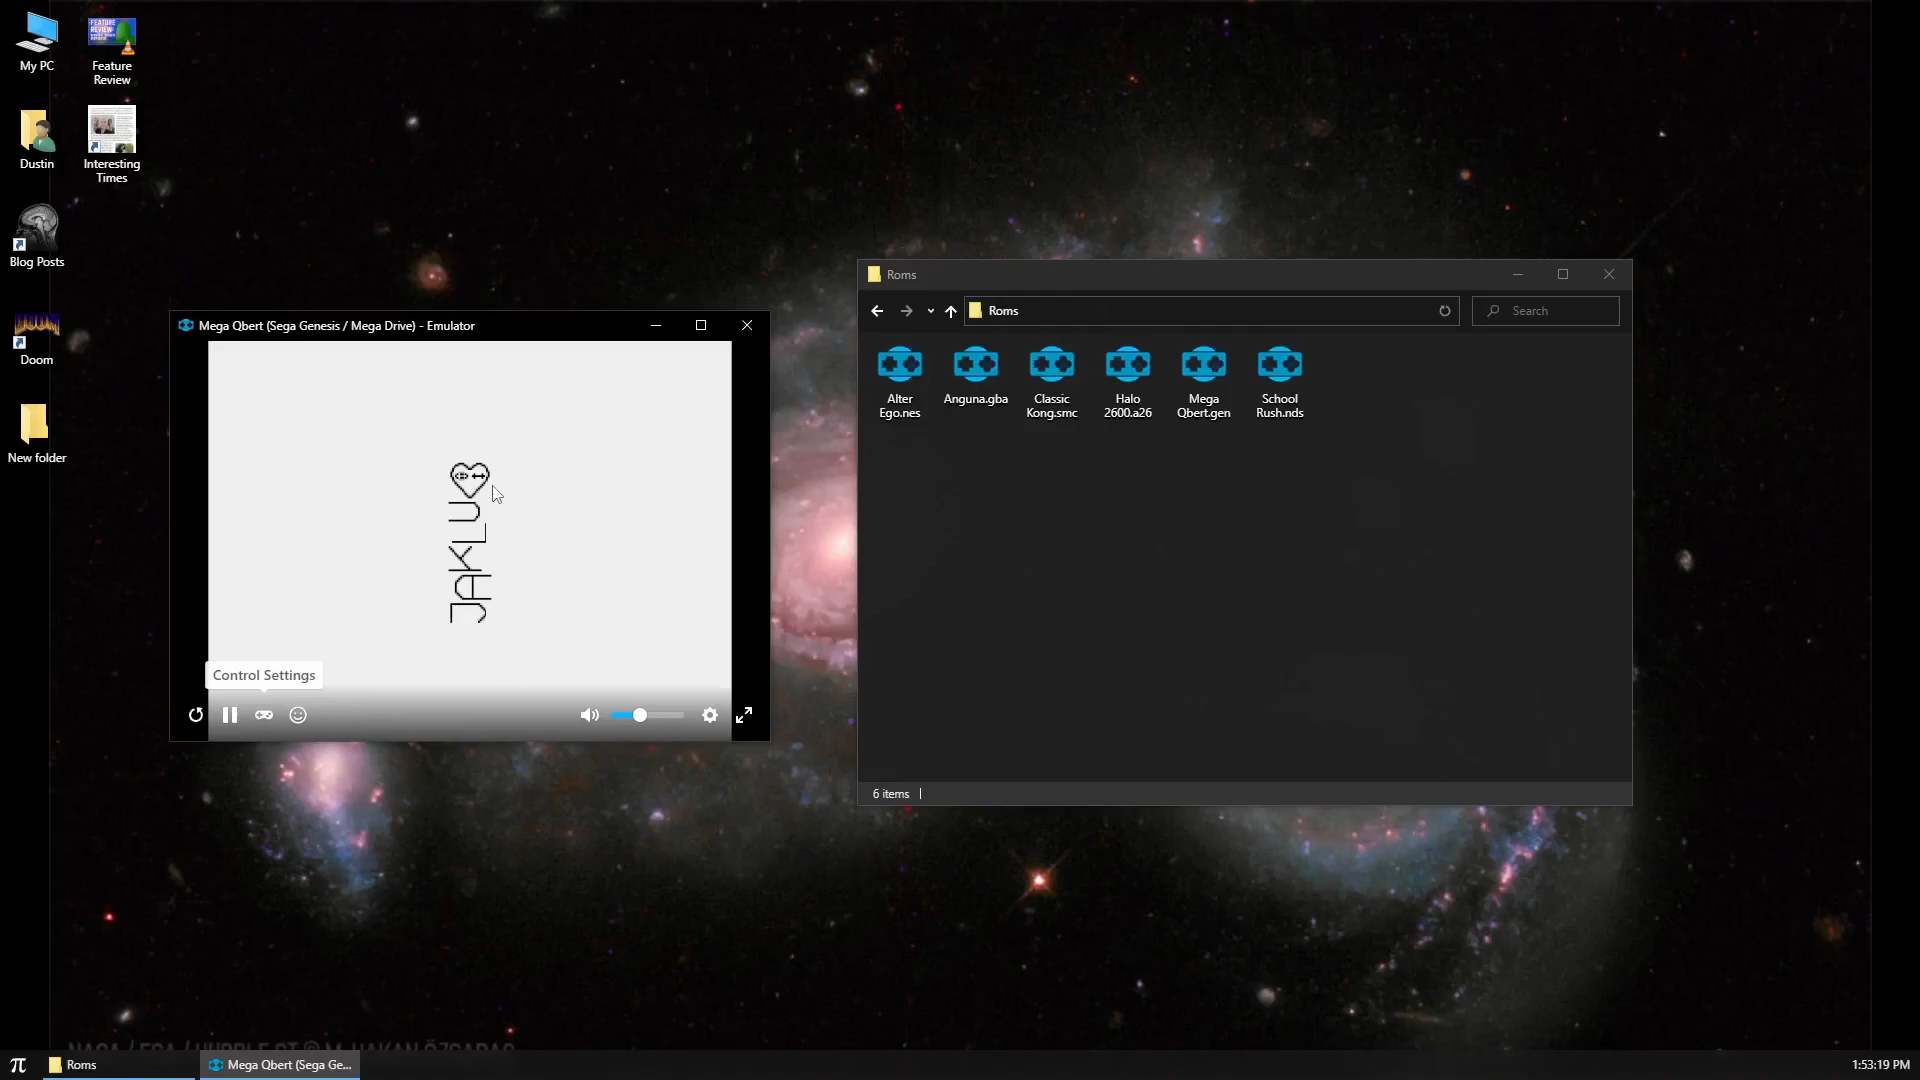 My PC
Feature
Review
Dustin
Interesting
Times
Blog Posts
Doom
New folder
Mega Qbert (Sega Genesis / Mega Drive) - Emulator
JAKLUB
Control Settings
Roms
Roms
Search
Alter
Ego.nes
Anguna.gba
Classic
Kong.smc
Halo
2600.a26
Mega
Qbert.gen
School
Rush.nds
6 items
Roms
Mega Qbert (Sega Ge...
1:53:19 PM